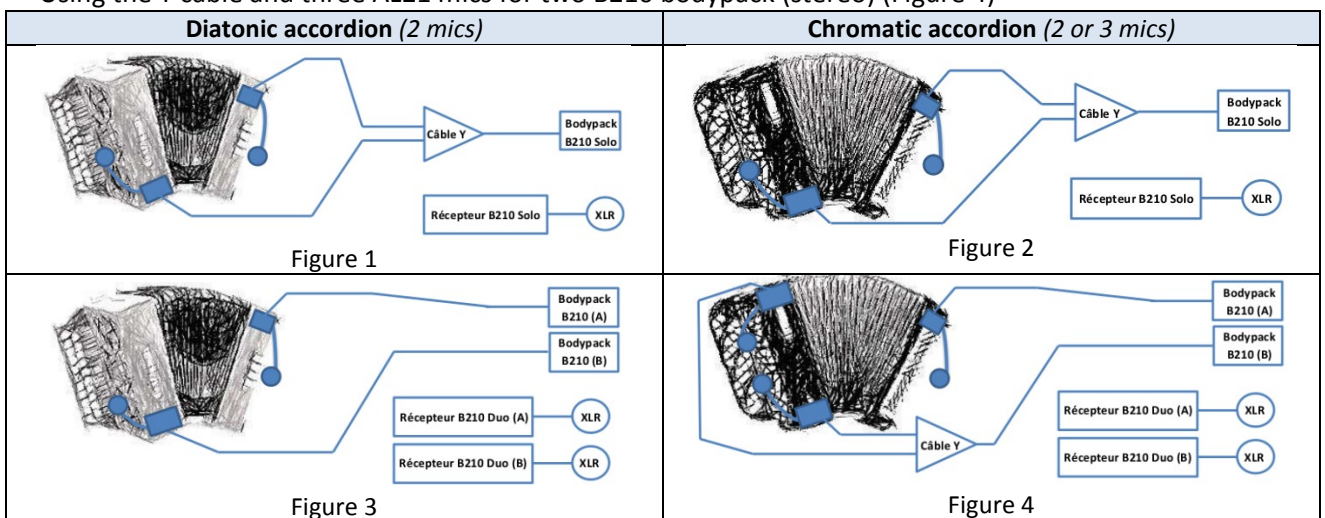 Using the Y cable and three AL21 mics for two B210 bodypack (stereo) (Figure 4)
Diatonic accordion (2 mics)
Chromatic accordion (2 or 3 mics)
Câble Y
Bodypack
B210 Solo
Récepteur B210 Solo
XLR
Figure 1
Câble Y
Bodypack
B210 Solo
Récepteur B210 Solo
XLR
Figure 2
Bodypack
B210 (A)
Bodypack
B210 (B)
Récepteur B210 Duo (A)
XLR
Récepteur B210 Duo (B)
XLR
Figure 3
Bodypack
B210 (A)
Bodypack
B210 (B)
Récepteur B210 Duo (A)
XLR
Câble Y
Récepteur B210 Duo (B)
XLR
Figure 4